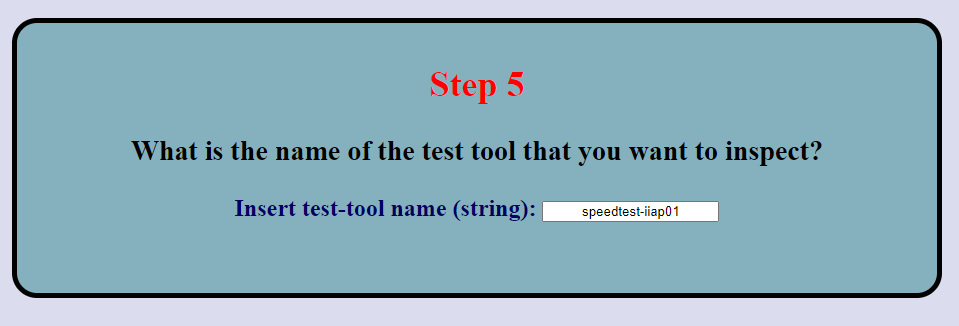 Step 5
What is the name of the test tool that you want to inspect?
Insert test-tool name (string): speedtest-iiap01